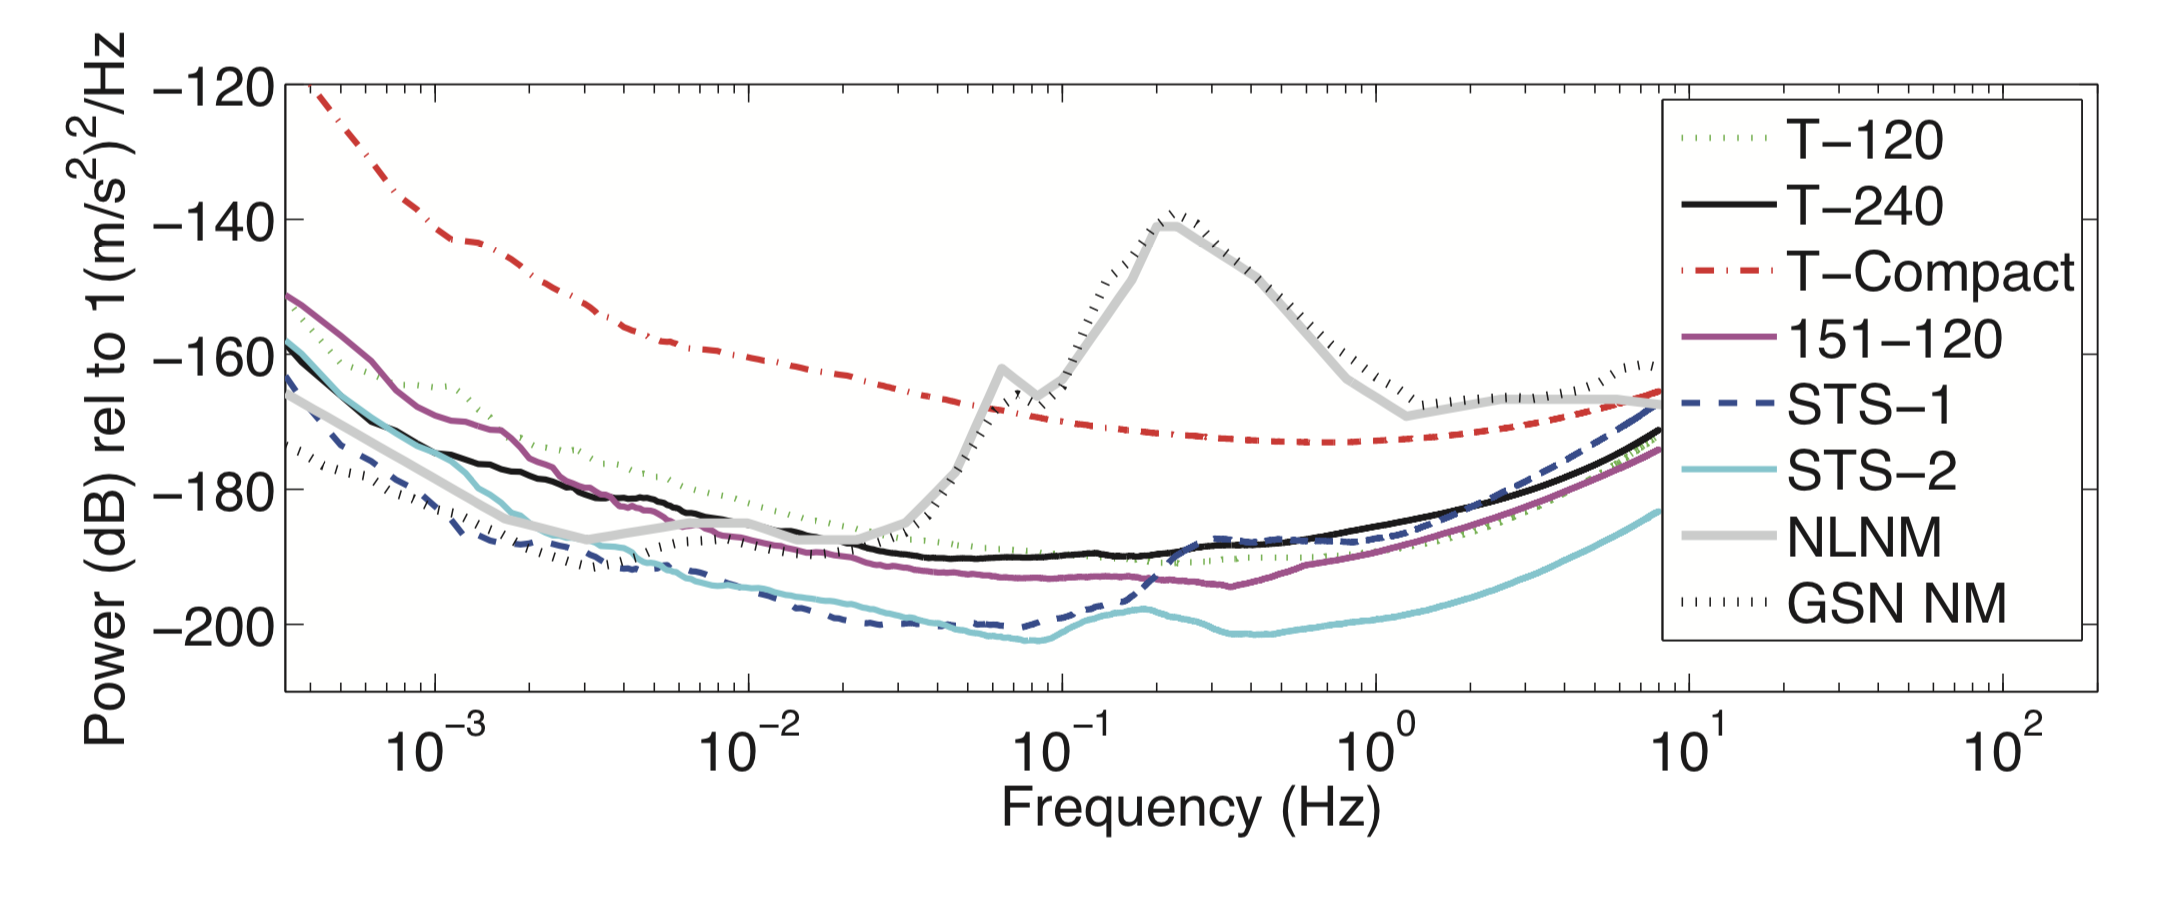 Power (dB) rel to 1(m/s²)²/Hz
−120
−140
−160
−180
−200
T−120
T−240
T−Compact
151−120
STS−1
STS−2
NLNM
GSN NM
10⁻³ 10⁻² 10⁻¹ 10⁰ 10¹ 10²
Frequency (Hz)